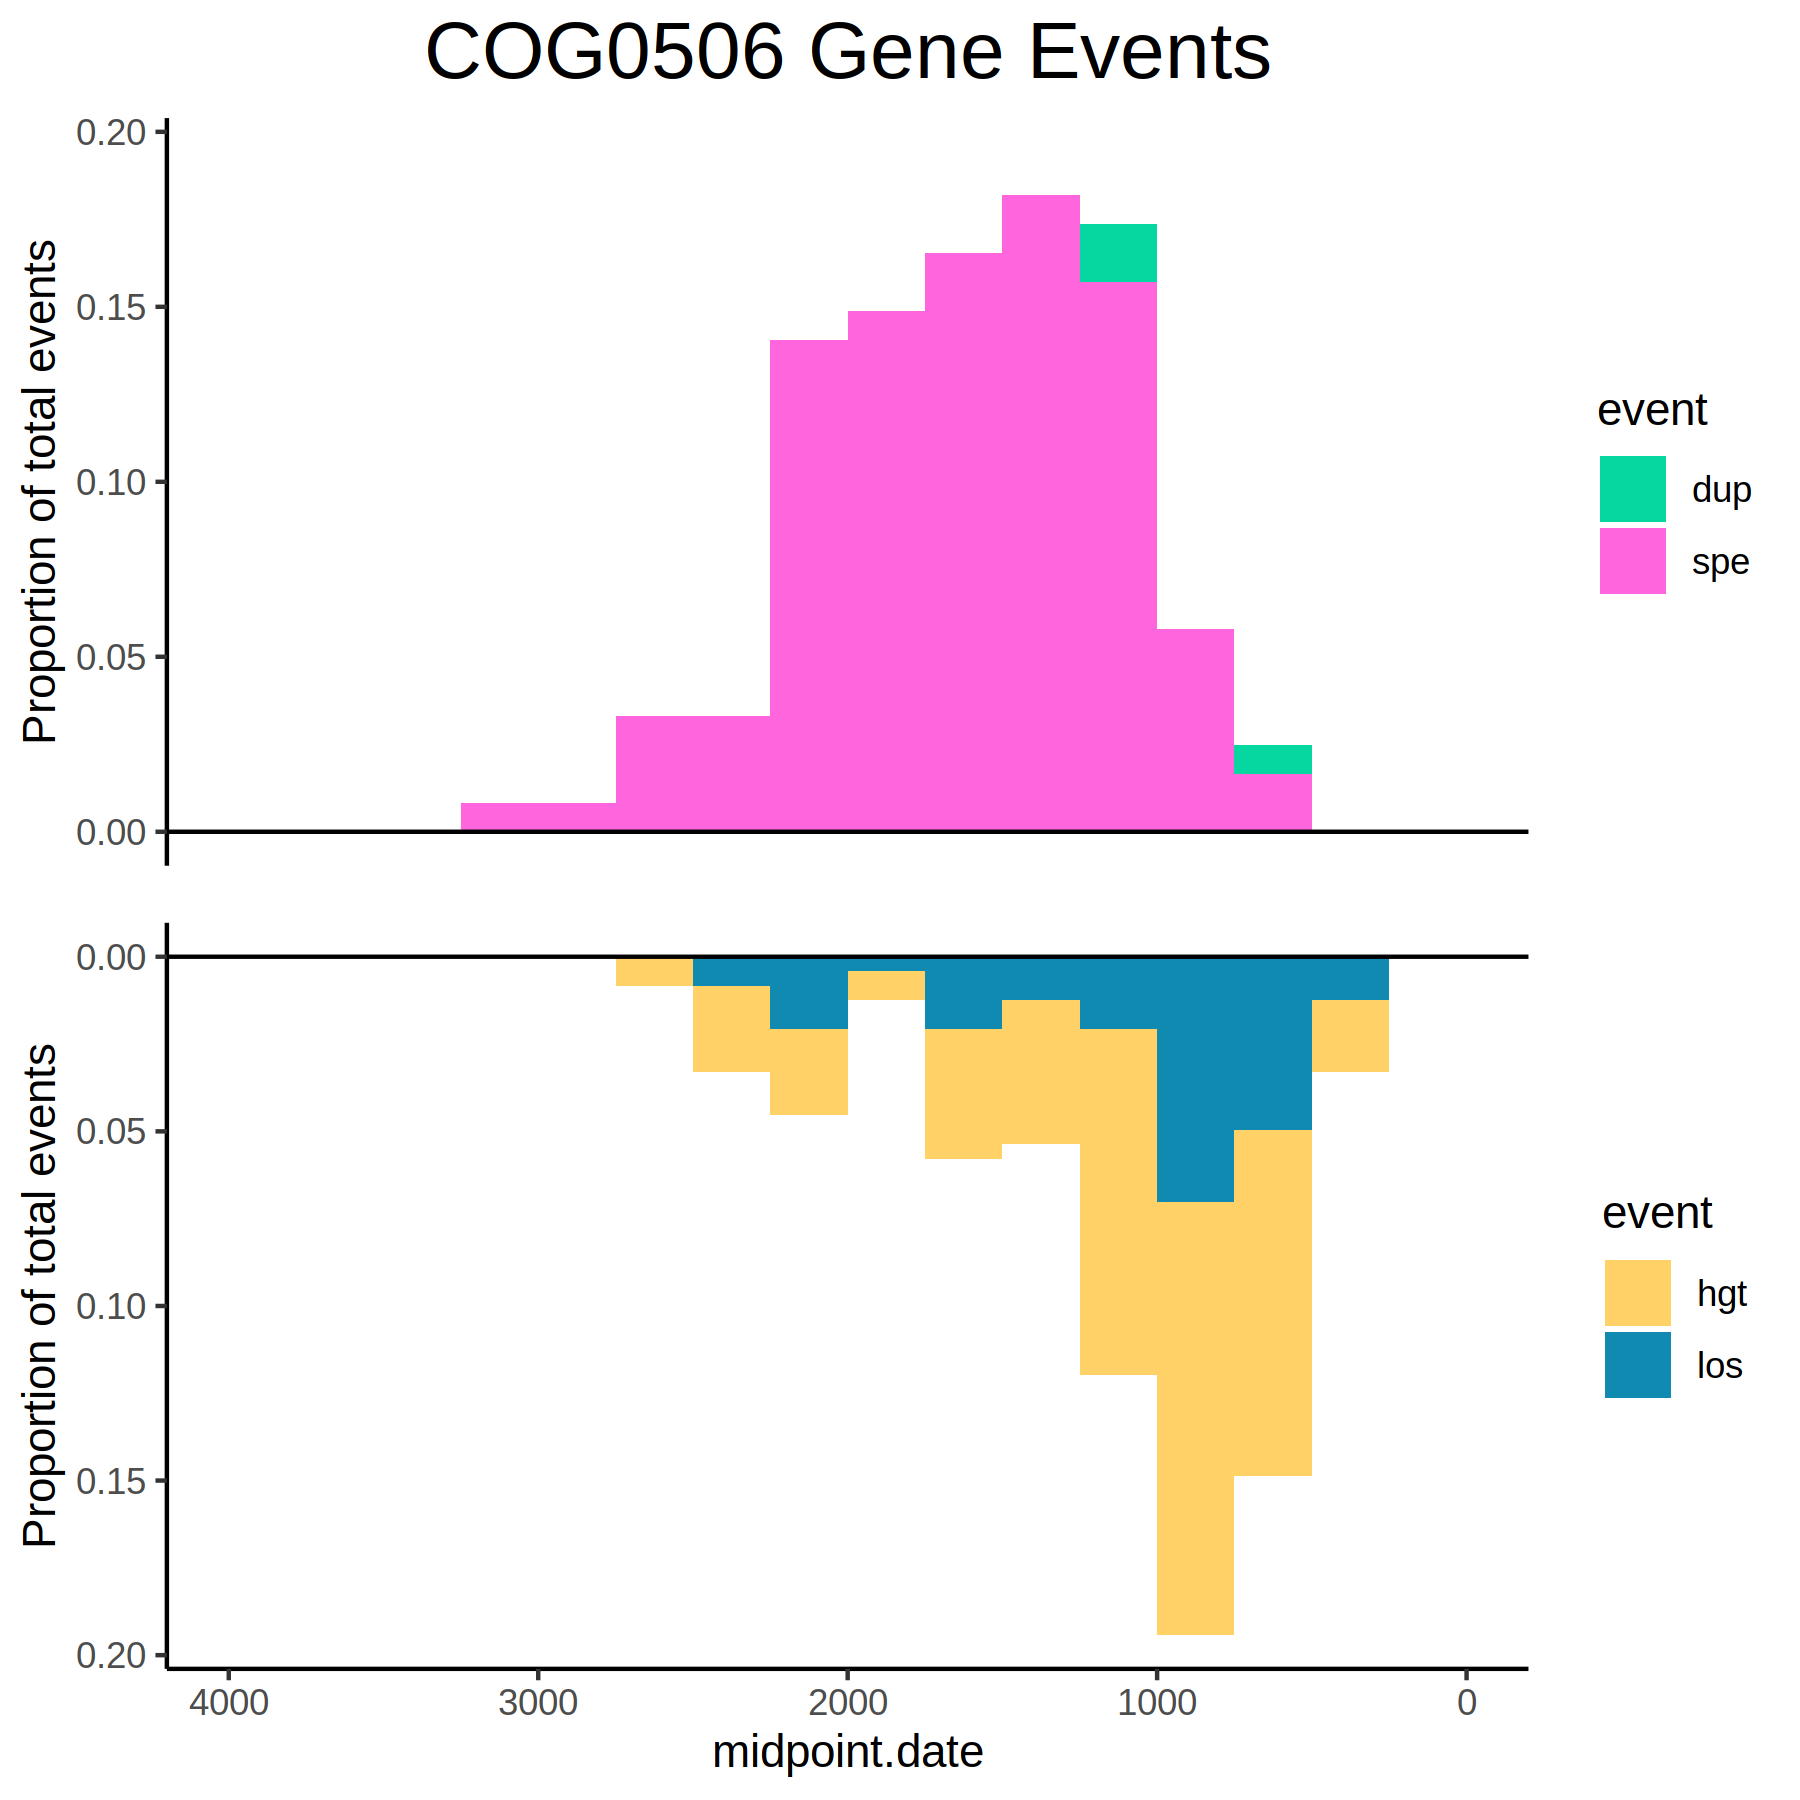 COG0506 Gene Events
Proportion of total events
0.20
0.15
0.10
0.05
0.00
event
dup
spe
Proportion of total events
0.00
0.05
0.10
0.15
0.20
event
hgt
los
4000 3000 2000 1000 0
midpoint.date